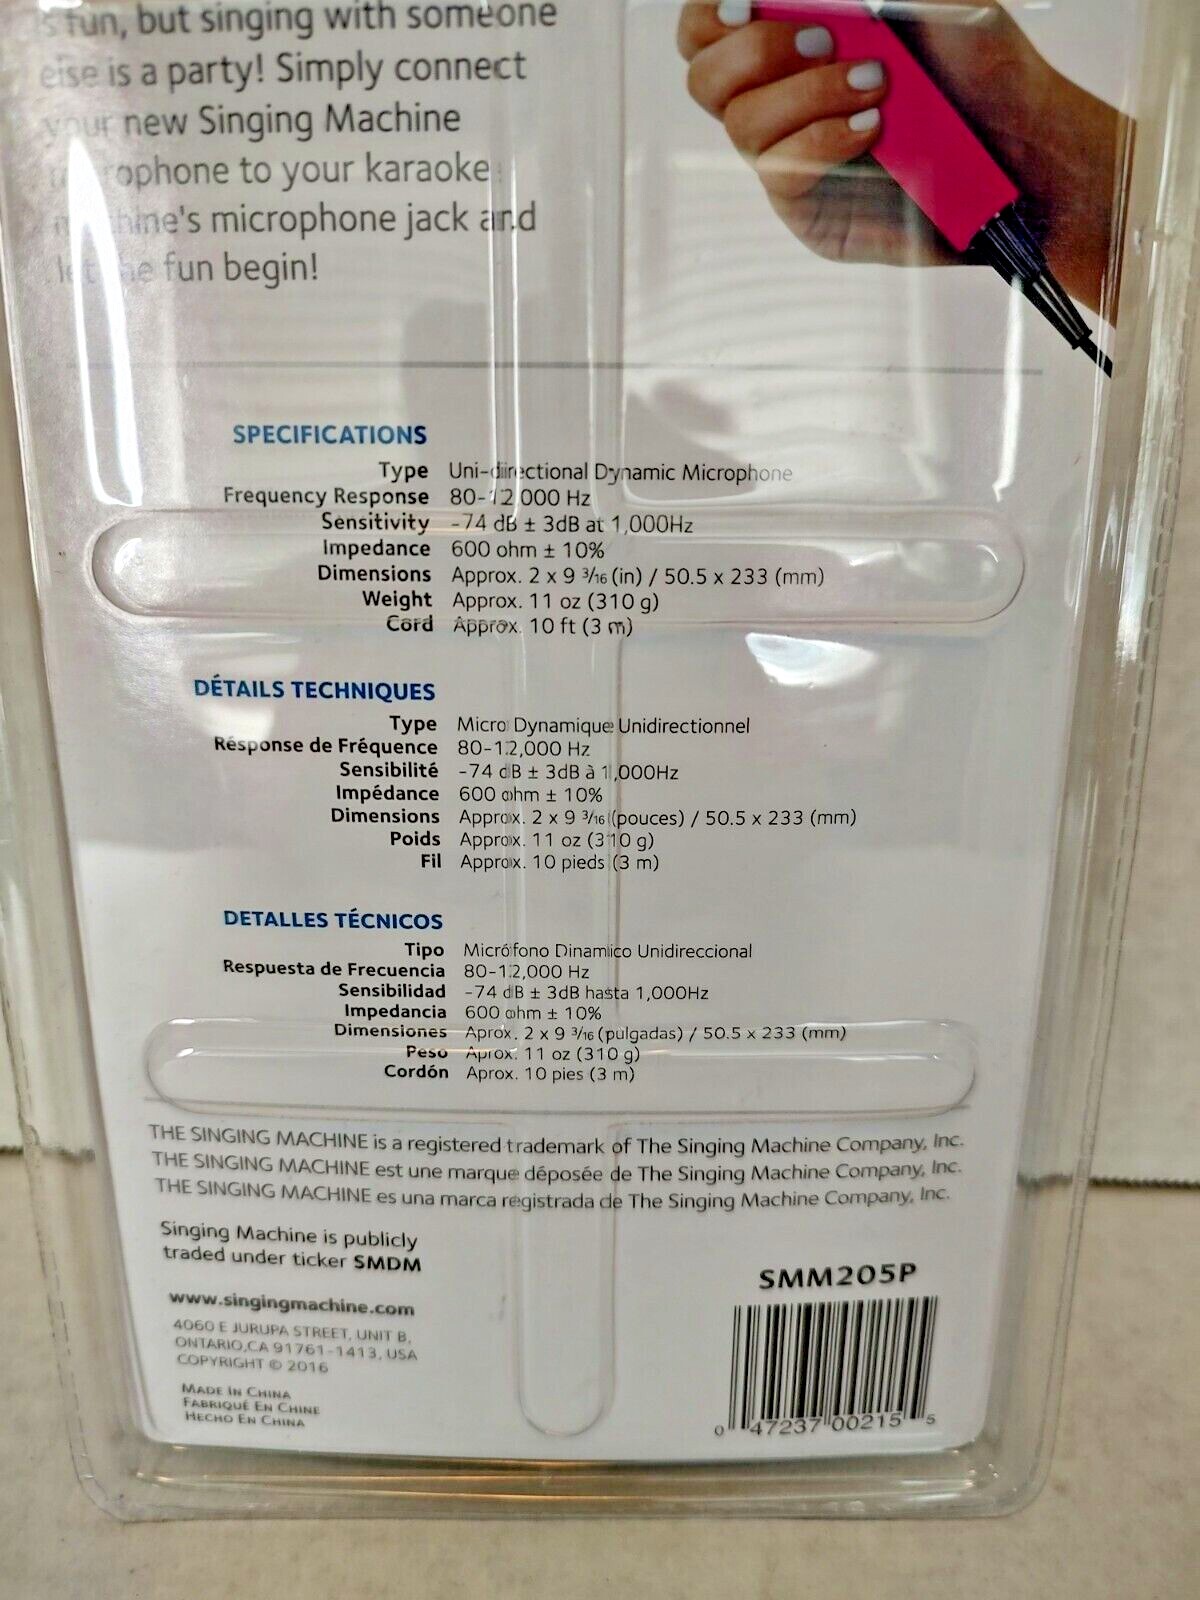 s fun, but singing with someone
else is a party! Simply connect
your new Singing Machine
ophone to your karaoke
machine's microphone jack and
let the fun begin!
SPECIFICATIONS
Type Uni-directional Dynamic Microphone
Frequency Response 80-12,000 Hz
Sensitivity -74 dB ± 3dB at 1,000Hz
Impedance 600 ohm ± 10%
Dimensions Approx. 2 x 9 3/16 (in) / 50.5 x 233 (mm)
Weight Approx. 11 oz (310 g)
Cord Approx. 10 ft (3 m)
DÉTAILS TECHNIQUES
Type Micro Dynamique Unidirectionnel
Résponse de Fréquence 80-12,000 Hz
Sensibilité -74 dB ± 3dB à 1,000Hz
Impédance 600 ohm ± 10%
Dimensions Approx. 2 x 9 3/16 (pouces) / 50.5 x 233 (mm)
Poids Approx. 11 oz (310 g)
Fil Approx. 10 pieds (3 m)
DETALLES TÉCNICOS
Tipo Micrófono Dinamico Unidireccional
Respuesta de Frecuencia 80-12,000 Hz
Sensibilidad -74 dB ± 3dB hasta 1,000Hz
Impedancia 600 ohm ± 10%
Dimensiones Aprox. 2 x 9 3/16 (pulgadas) / 50.5 x 233 (mm)
Peso Aprox. 11 oz (310 g)
Cordón Aprox. 10 pies (3 m)
THE SINGING MACHINE is a registered trademark of The Singing Machine Company, Inc.
THE SINGING MACHINE est une marque déposée de The Singing Machine Company, Inc.
THE SINGING MACHINE es una marca registrada de The Singing Machine Company, Inc.
Singing Machine is publicly
traded under ticker SMDM
www.singingmachine.com
4060 E JURUPA STREET, UNIT B,
ONTARIO,CA 91761-1413, USA
COPYRIGHT © 2016
MADE IN CHINA
FABRIQUÉ EN CHINE
HECHO EN CHINA
SMM205P
0 47237 00215 5